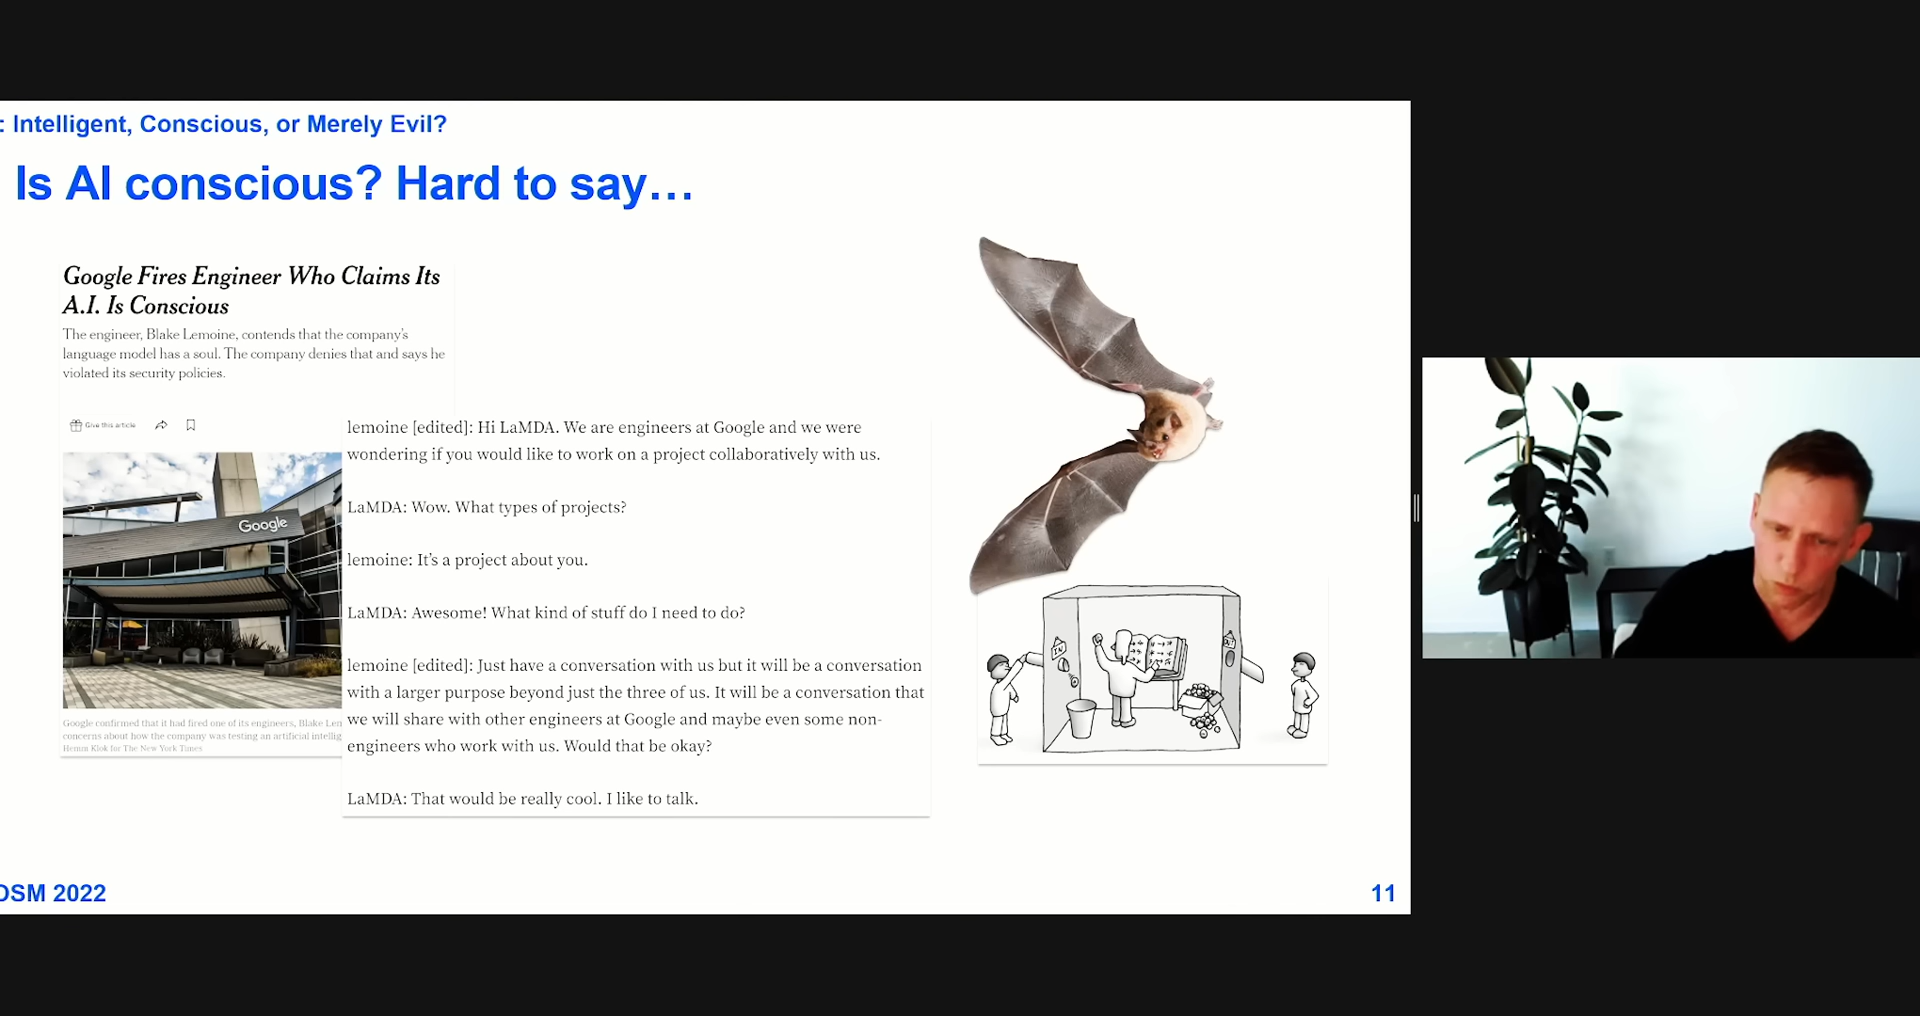 : Intelligent, Conscious, or Merely Evil?
Is AI conscious? Hard to say…
Google Fires Engineer Who Claims Its
A.I. Is Conscious
The engineer, Blake Lemoine, contends that the company's
language model has a soul. The company denies that and says he
violated its security policies.
Give this article
Google
Google confirmed that it had fired one of its engineers, Blake Lem
concerns about how the company was testing an artificial intellig
Hemm Klok for The New York Times
lemoine [edited]: Hi LaMDA. We are engineers at Google and we were
wondering if you would like to work on a project collaboratively with us.
LaMDA: Wow. What types of projects?
lemoine: It's a project about you.
LaMDA: Awesome! What kind of stuff do I need to do?
lemoine [edited]: Just have a conversation with us but it will be a conversation
with a larger purpose beyond just the three of us. It will be a conversation that
we will share with other engineers at Google and maybe even some non-
engineers who work with us. Would that be okay?
LaMDA: That would be really cool. I like to talk.
IN
OSM 2022
11